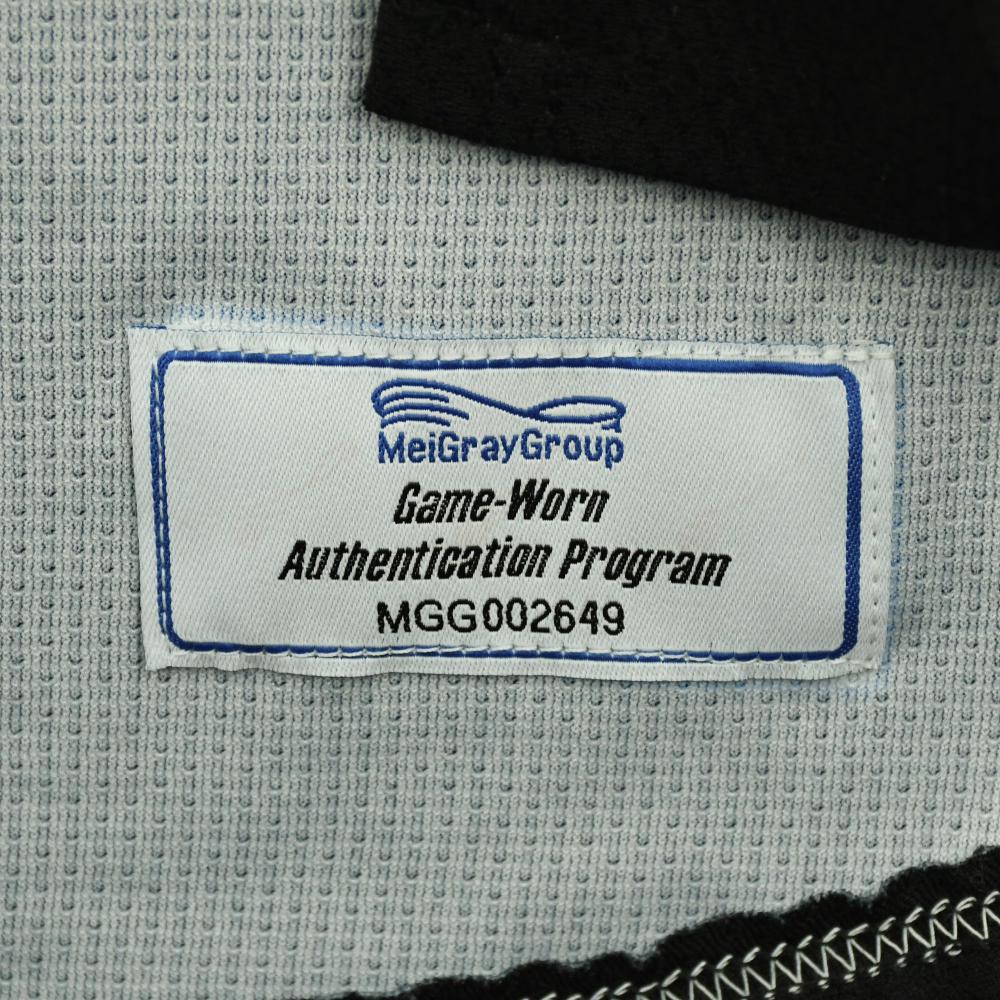 MeiGrayGroup
Game-Worn
Authentication Program
MGG002649